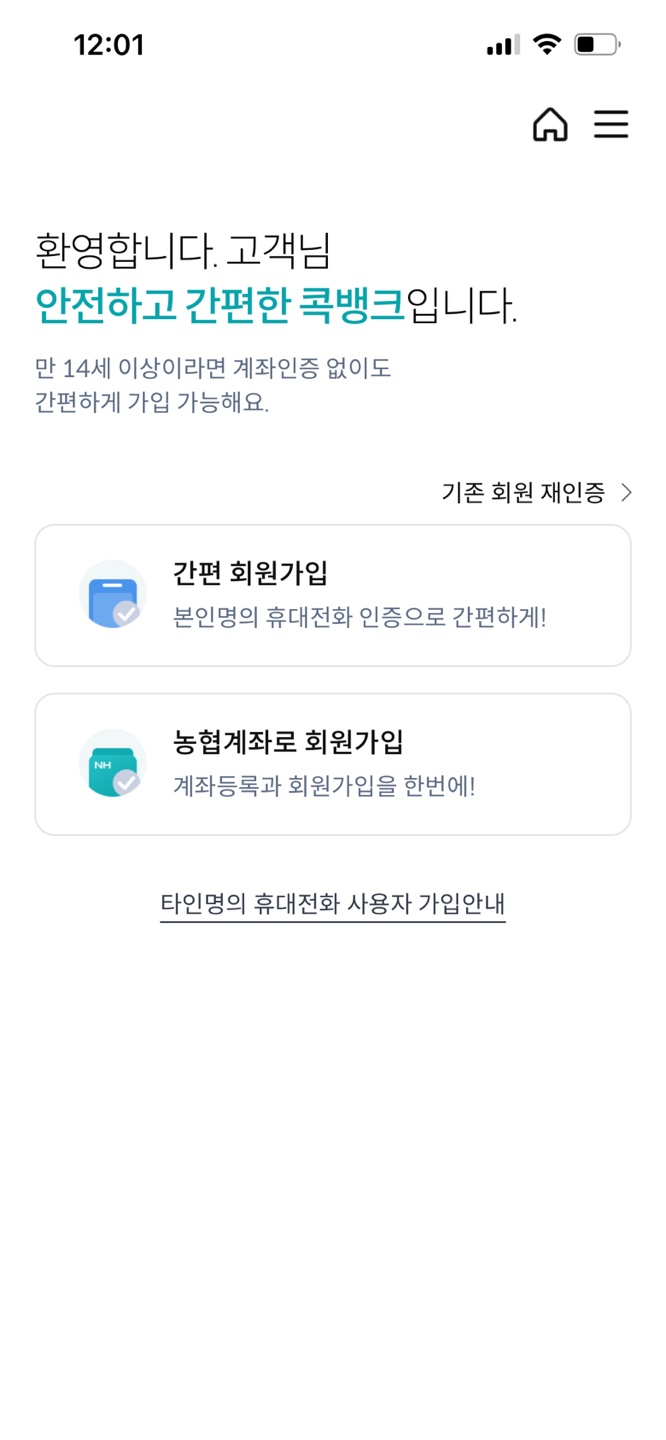 12:01
환영합니다. 고객님
안전하고 간편한 콕뱅크입니다.
만 14세 이상이라면 계좌인증 없이도
간편하게 가입 가능해요.
기존 회원 재인증
간편 회원가입
본인명의 휴대전화 인증으로 간편하게!
NH
농협계좌로 회원가입
계좌등록과 회원가입을 한번에!
타인명의 휴대전화 사용자 가입안내